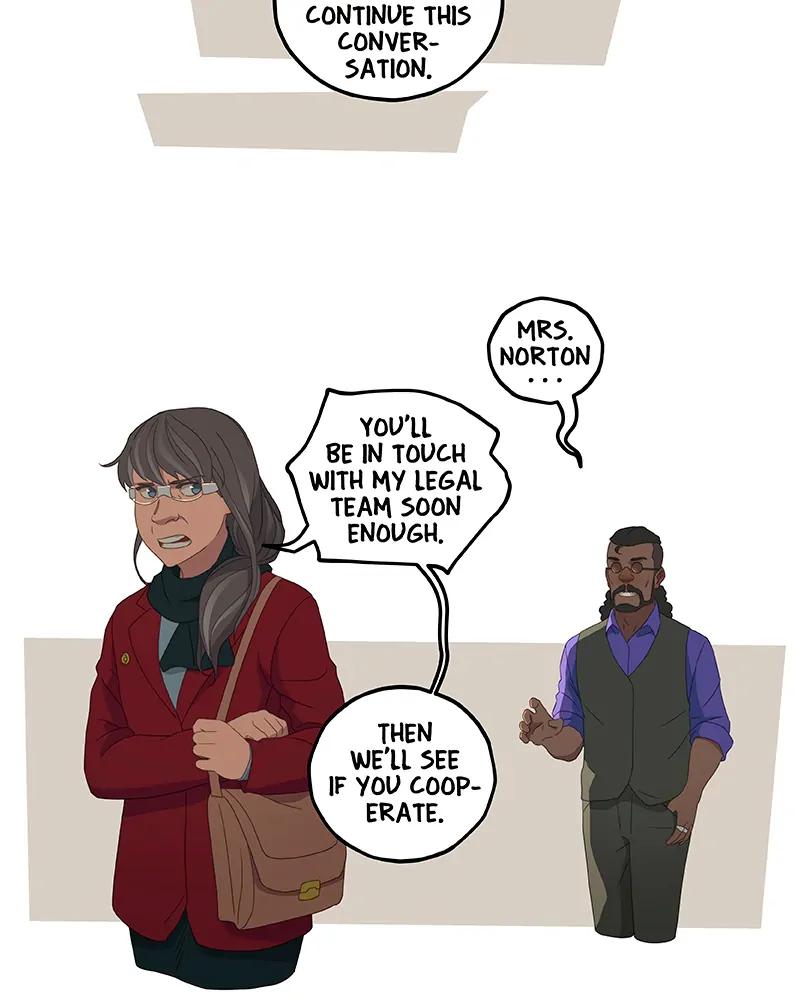 CONTINUE THIS
CONVER-
SATION.
MRS.
NORTON
...
YOU'LL
BE IN TOUCH
WITH MY LEGAL
TEAM SOON
ENOUGH.
THEN
WE'LL SEE
IF YOU COOP-
ERATE.